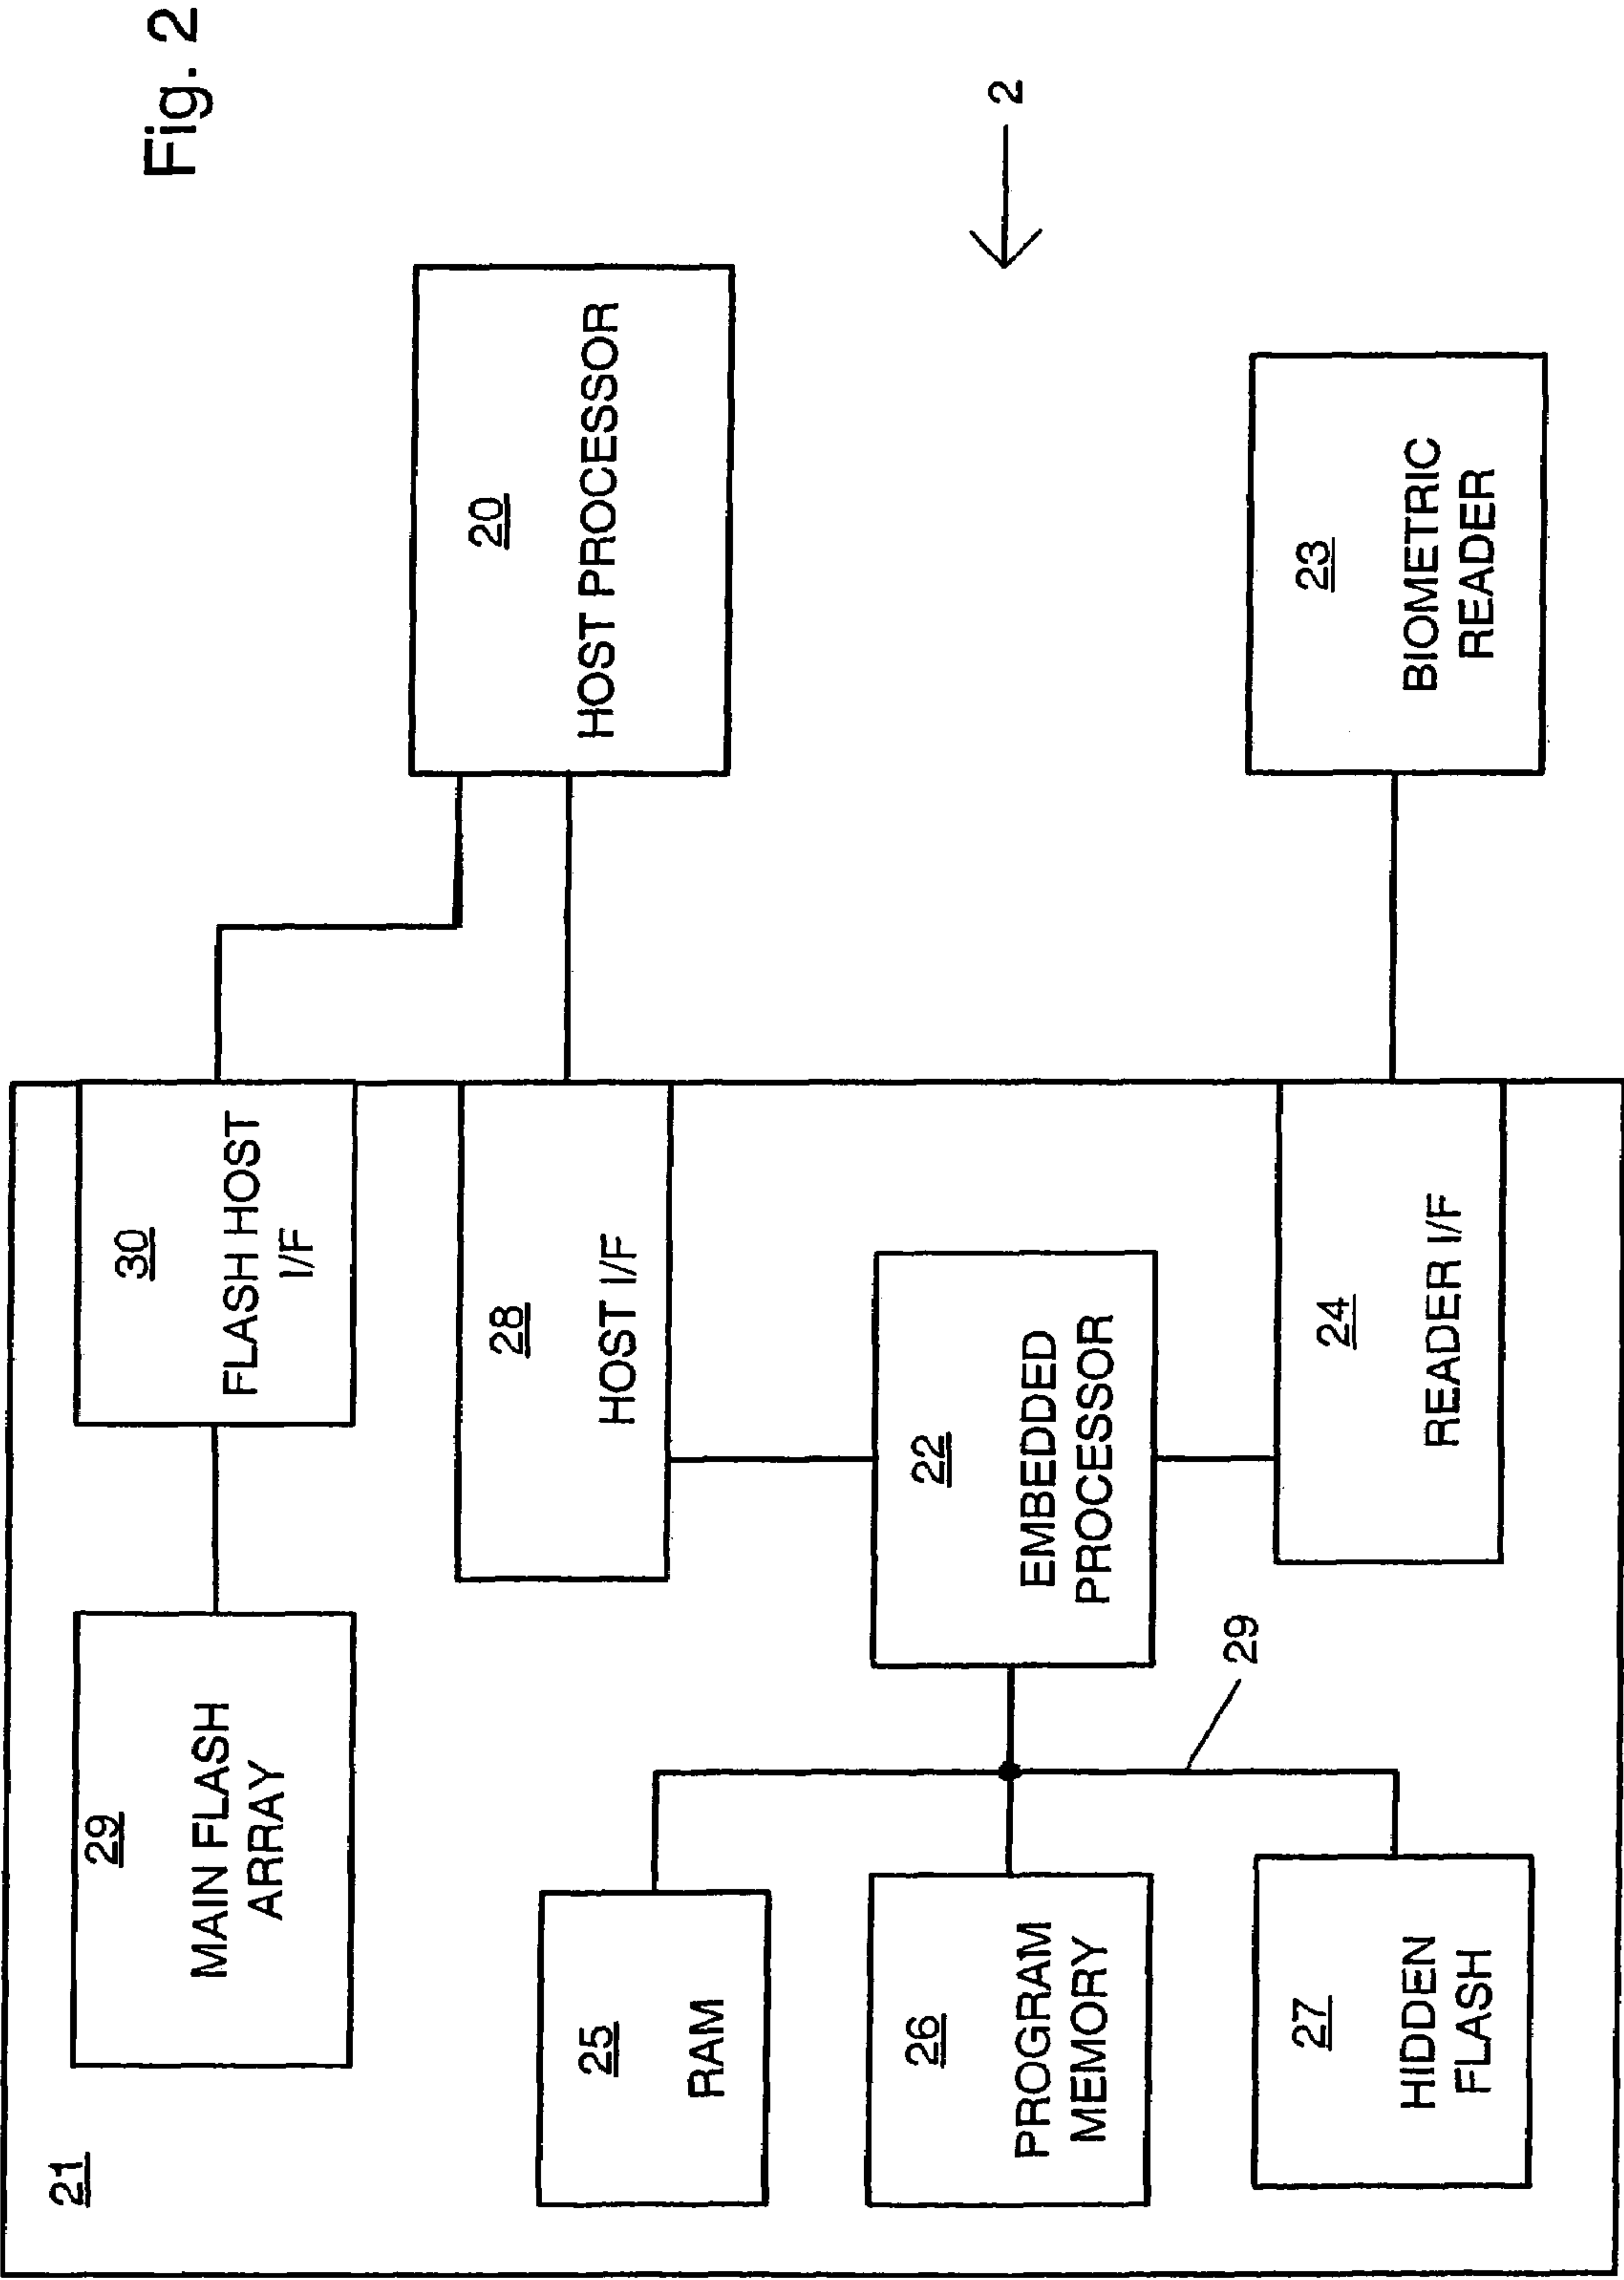 Fig. 2
21
29
MAIN FLASH
ARRAY
30
FLASH HOST
I/F
20
HOST PROCESSOR
28
HOST I/F
25
RAM
22
EMBEDDED
PROCESSOR
2
26
PROGRAM
MEMORY
29
27
HIDDEN
FLASH
24
READER I/F
23
BIOMETRIC
READER